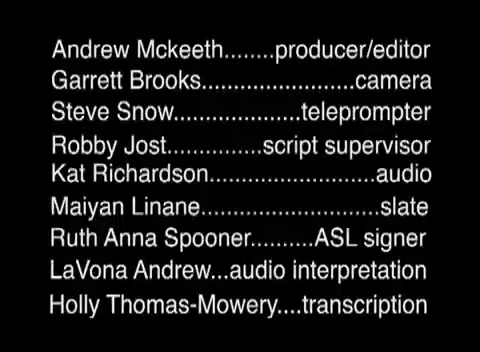 Andrew Mckeeth........producer/editor
Garrett Brooks........................camera
Steve Snow....................teleprompter
Robby Jost...............script supervisor
Kat Richardson..........................audio
Maiyan Linane............................slate
Ruth Anna Spooner..........ASL signer
LaVona Andrew...audio interpretation
Holly Thomas-Mowery....transcription